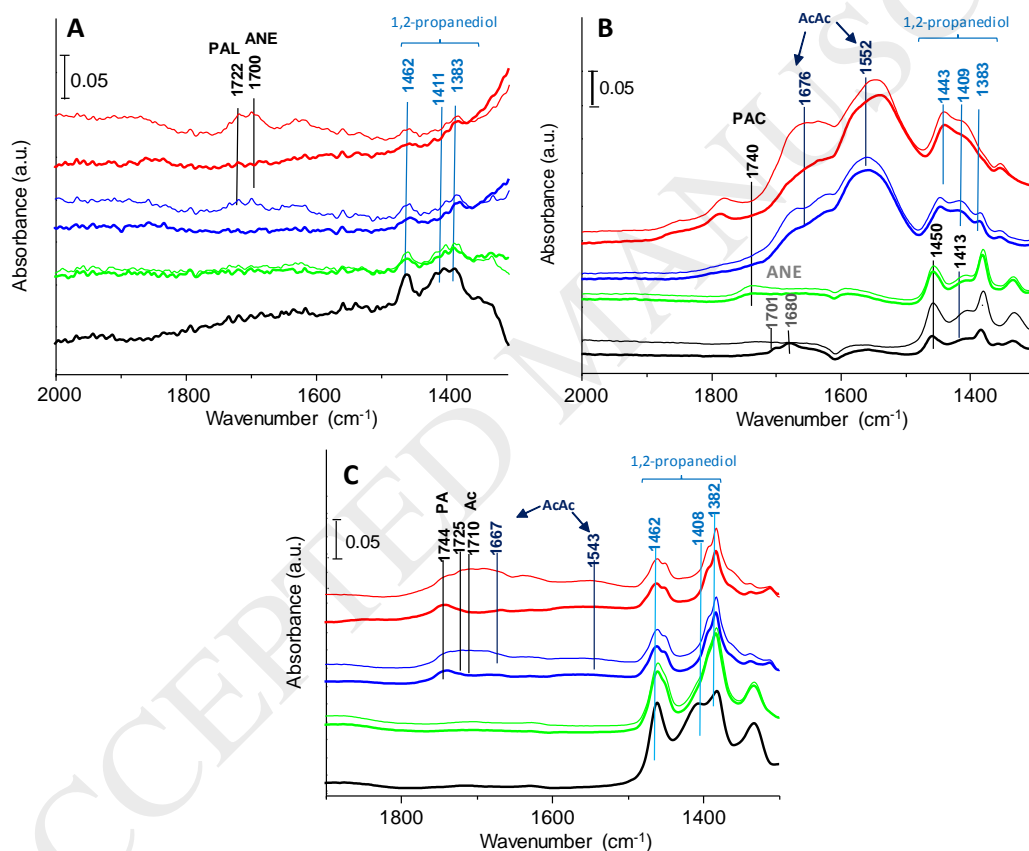 A
1,2-propanediol
PAL
ANE
0.05
1722
1700
1462
1411
1383
Absorbance (a.u.)
2000
1800
1600
1400
Wavenumber (cm-1)
B
1,2-propanediol
AcAc
0.05
1676
1552
1443
1409
1383
PAC
1740
1450
1413
ANE
1701
1680
Absorbance (a.u.)
2000
1800
1600
1400
Wavenumber (cm-1)
C
1,2-propanediol
0.05
PA
Ac
AcAc
1744
1725
1710
1667
1543
1462
1408
1382
Absorbance (a.u.)
1800
1600
1400
Wavenumber (cm-1)
CCEPTED MANUSC